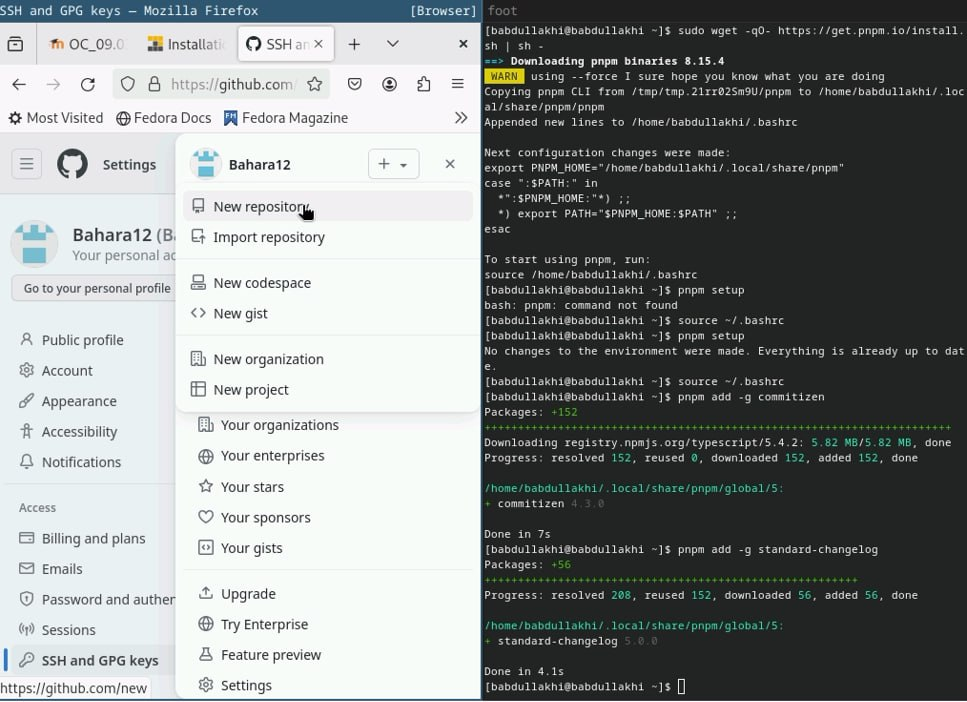 SSH and GPG keys — Mozilla Firefox
[Browser]
OC_09.0
Installatio
SSH an
https://github.com/
Most Visited
Fedora Docs
Fedora Magazine
Settings
Bahara12
New repository
Import repository
New codespace
New gist
New organization
New project
Your organizations
Your enterprises
Your stars
Your sponsors
Your gists
Upgrade
Try Enterprise
Feature preview
Settings
Bahara12 (Ba
Your personal ac
Go to your personal profile
Public profile
Account
Appearance
Accessibility
Notifications
Access
Billing and plans
Emails
Password and authen
Sessions
SSH and GPG keys
https://github.com/new
foot
[babdullakhi@babdullakhi ~]$ sudo wget -qO- https://get.pnpm.io/install.
sh | sh -
==> Downloading pnpm binaries 8.15.4
WARN using --force I sure hope you know what you are doing
Copying pnpm CLI from /tmp/tmp.21rr02Sm9U/pnpm to /home/babdullakhi/.loc
al/share/pnpm/pnpm
Appended new lines to /home/babdullakhi/.bashrc
Next configuration changes were made:
export PNPM_HOME="/home/babdullakhi/.local/share/pnpm"
case ":$PATH:" in
*":$PNPM_HOME:"*) ;;
*) export PATH="$PNPM_HOME:$PATH" ;;
esac
To start using pnpm, run:
source /home/babdullakhi/.bashrc
[babdullakhi@babdullakhi ~]$ pnpm setup
bash: pnpm: command not found
[babdullakhi@babdullakhi ~]$ source ~/.bashrc
[babdullakhi@babdullakhi ~]$ pnpm setup
No changes to the environment were made. Everything is already up to dat
e.
[babdullakhi@babdullakhi ~]$ source ~/.bashrc
[babdullakhi@babdullakhi ~]$ pnpm add -g commitizen
Packages: +152
++++++++++++++++++++++++++++++++++++++++++++++++++++++++++++++++++++++
Downloading registry.npmjs.org/typescript/5.4.2: 5.82 MB/5.82 MB, done
Progress: resolved 152, reused 0, downloaded 152, added 152, done
/home/babdullakhi/.local/share/pnpm/global/5:
+ commitizen 4.3.0
Done in 7s
[babdullakhi@babdullakhi ~]$ pnpm add -g standard-changelog
Packages: +56
++++++++++++++++++++++++++++++++++++++++++++++++++++++++
Progress: resolved 208, reused 152, downloaded 56, added 56, done
/home/babdullakhi/.local/share/pnpm/global/5:
+ standard-changelog 5.0.0
Done in 4.1s
[babdullakhi@babdullakhi ~]$